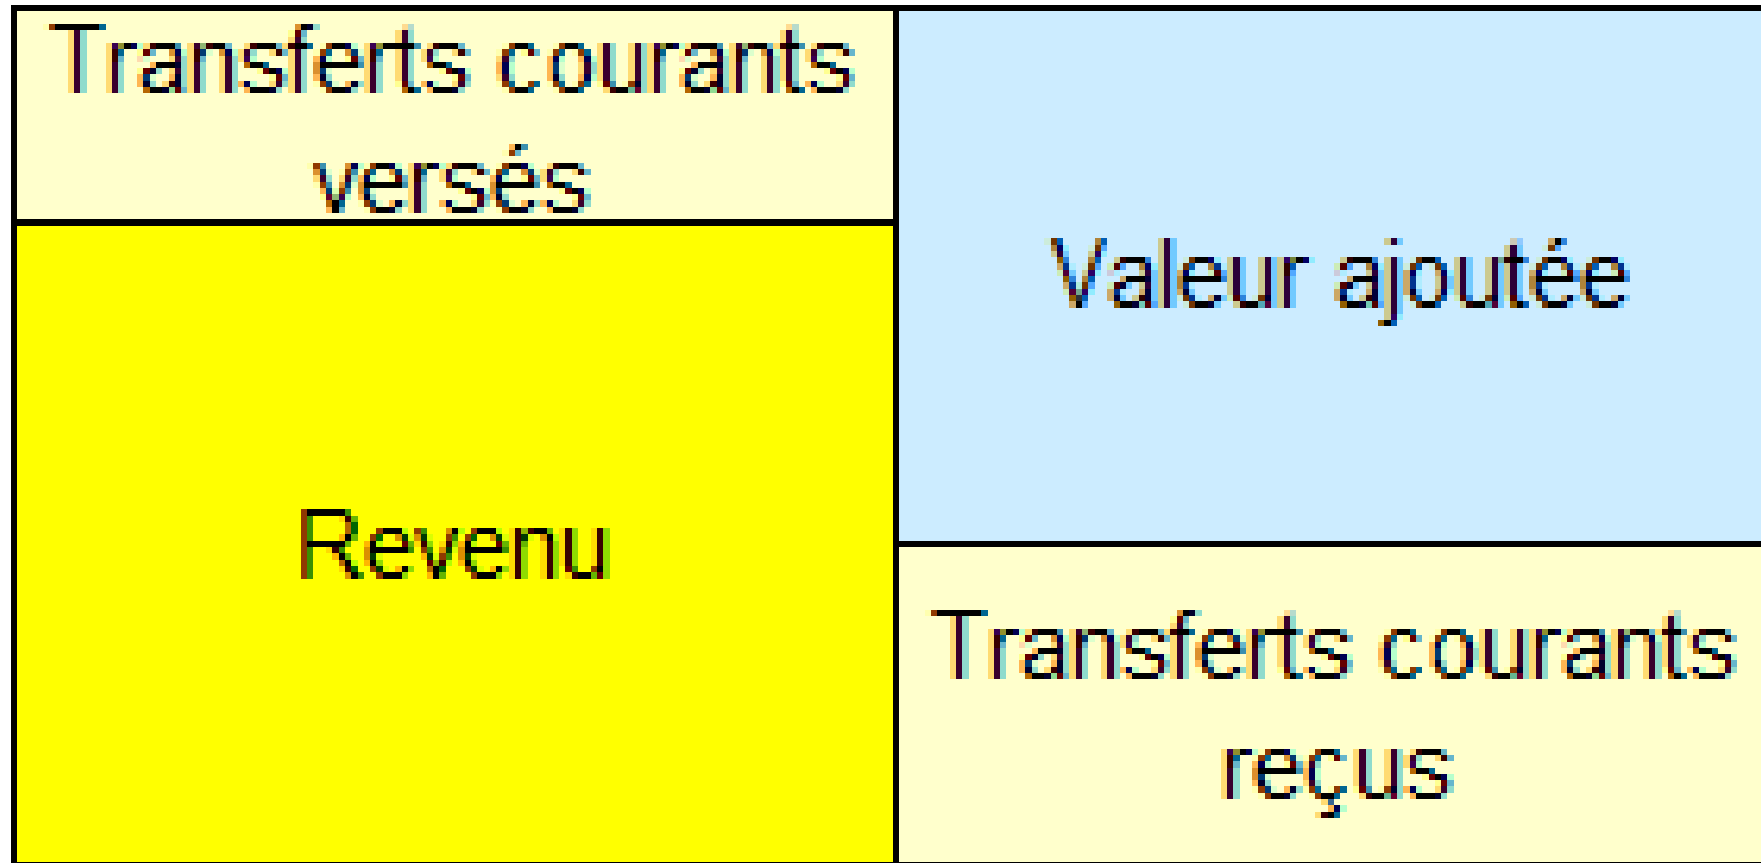 Transferts courants
versés
Revenu
Valeur ajoutée
Transferts courants
reçus